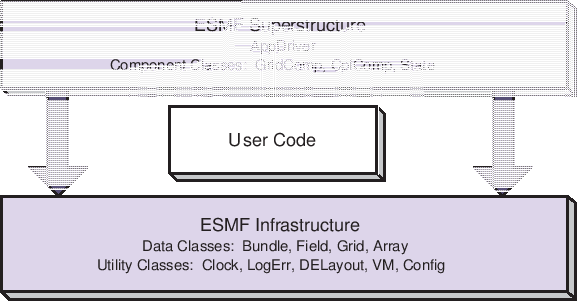 ESMF Superstructure
AppDriver
Component Classes: GridComp, CplComp, State
User Code
ESMF Infrastructure
Data Classes: Bundle, Field, Grid, Array
Utility Classes: Clock, LogErr, DELayout, VM, Config